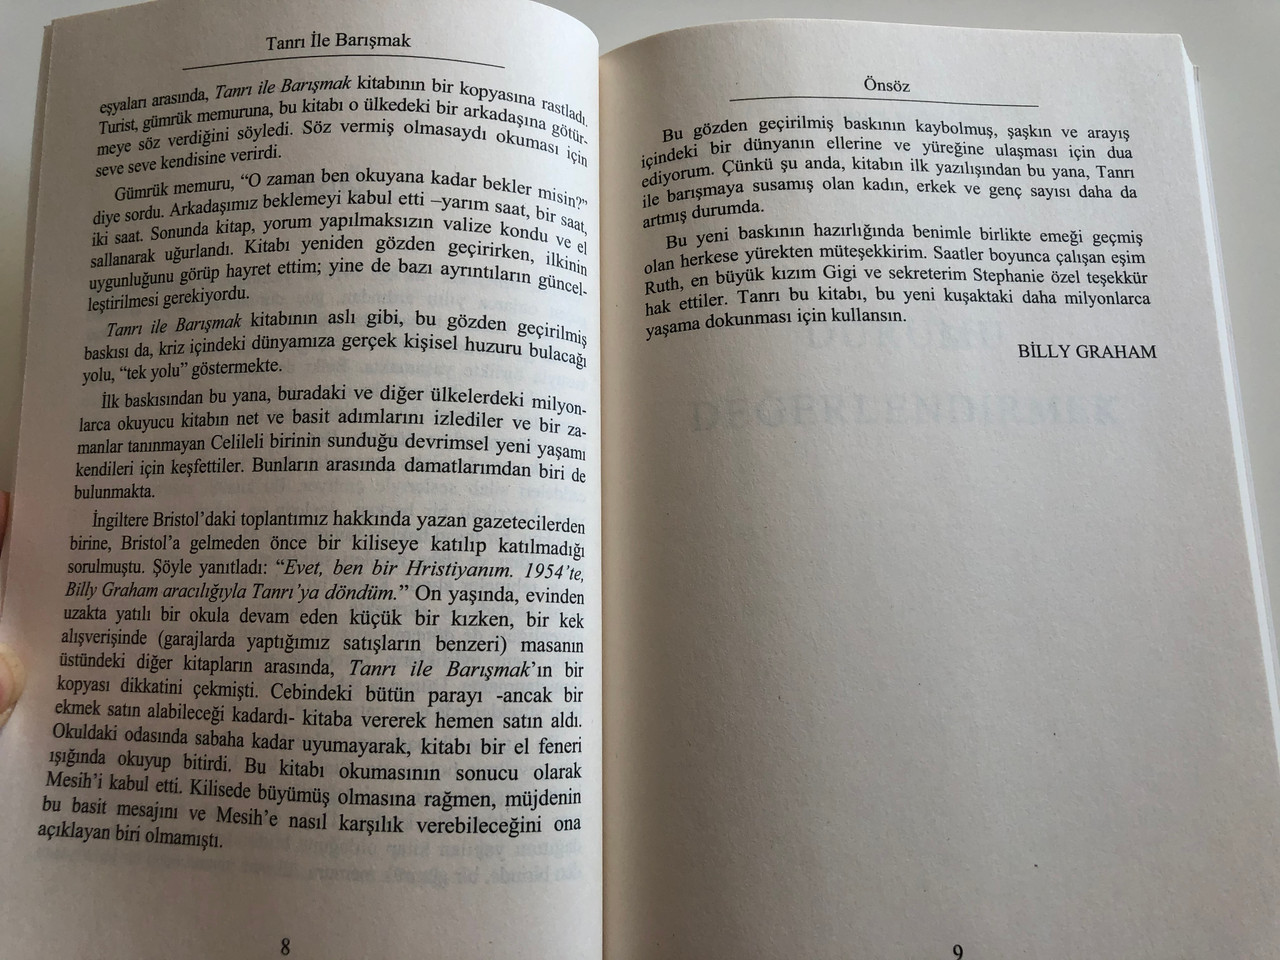 Tanrı İle Barışmak
eşyaları arasında, Tanrı ile Barışmak kitabının bir kopyasına rastladı.
Turist, gümrük memuruna, bu kitabı o ülkedeki bir arkadaşına götür-
meye söz verdiğini söyledi. Söz vermiş olmasaydı okuması için
seve seve kendisine verirdi.
Gümrük memuru, “O zaman ben okuyana kadar bekler misin?”
diye sordu. Arkadaşımız beklemeyi kabul etti –yarım saat, bir saat,
iki saat. Sonunda kitap, yorum yapılmaksızın valize kondu ve el
sallanarak uğurlandı. Kitabı yeniden gözden geçirirken, ilkinin
uygunluğunu görüp hayret ettim; yine de bazı ayrıntıların güncel-
leştirilmesi gerekiyordu.
Tanrı ile Barışmak kitabının aslı gibi, bu gözden geçirilmiş
baskısı da, kriz içindeki dünyamıza gerçek kişisel huzuru bulacağı
yolu, “tek yolu” göstermekte.
İlk baskısından bu yana, buradaki ve diğer ülkelerdeki milyon-
larca okuyucu kitabın net ve basit adımlarını izlediler ve bir za-
manlar tanınmayan Celileli birinin sunduğu devrimsel yeni yaşamı
kendileri için keşfettiler. Bunların arasında damatlarımdan biri de
bulunmakta.
İngiltere Bristol’daki toplantımız hakkında yazan gazetecilerden
birine, Bristol’a gelmeden önce bir kiliseye katılıp katılmadığı
sorulmuştu. Şöyle yanıtladı: “Evet, ben bir Hristiyanım. 1954’te,
Billy Graham aracılığıyla Tanrı’ya döndüm.” On yaşında, evinden
uzakta yatılı bir okula devam eden küçük bir kızken, bir kek
alışverişinde (garajlarda yaptığımız satışların benzeri) masanın
üstündeki diğer kitapların arasında, Tanrı ile Barışmak’ın bir
kopyası dikkatini çekmişti. Cebindeki bütün parayı -ancak bir
ekmek satın alabileceği kadardı- kitaba vererek hemen satın aldı.
Okuldaki odasında sabaha kadar uyumayarak, kitabı bir el feneri
ışığında okuyup bitirdi. Bu kitabı okumasının sonucu olarak
Mesih’i kabul etti. Kilisede büyümüş olmasına rağmen, müjdenin
bu basit mesajını ve Mesih’e nasıl karşılık verebileceğini ona
açıklayan biri olmamıştı.
8
Önsöz
Bu gözden geçirilmiş baskının kaybolmuş, şaşkın ve arayış
içindeki bir dünyanın ellerine ve yüreğine ulaşması için dua
ediyorum. Çünkü şu anda, kitabın ilk yazılışından bu yana, Tanrı
ile barışmaya susamış olan kadın, erkek ve genç sayısı daha da
artmış durumda.
Bu yeni baskının hazırlığında benimle birlikte emeği geçmiş
olan herkese yürekten müteşekkirim. Saatler boyunca çalışan eşim
Ruth, en büyük kızım Gigi ve sekreterim Stephanie özel teşekkür
hak ettiler. Tanrı bu kitabı, bu yeni kuşaktaki daha milyonlarca
yaşama dokunması için kullansın.
BİLLY GRAHAM
9